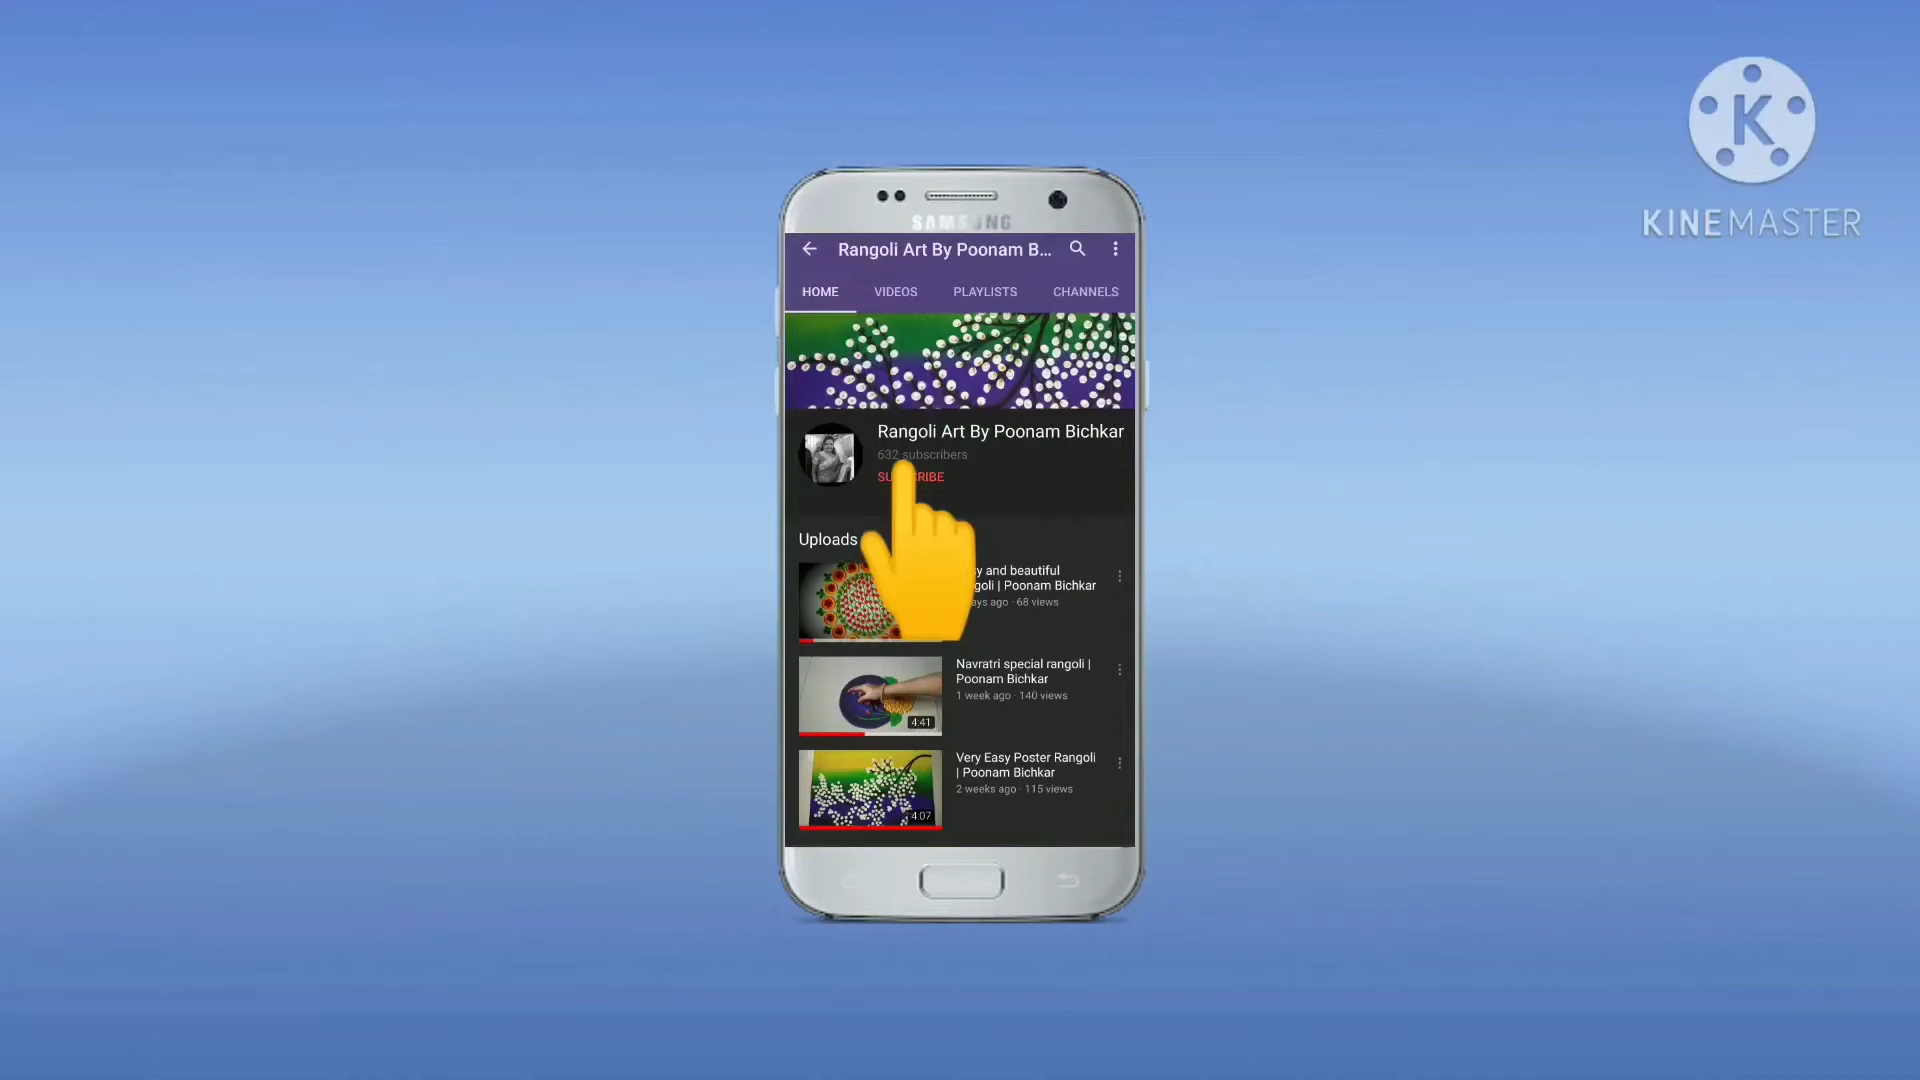 KINEMASTER
K
SAMSUNG
Rangoli Art By Poonam B...
HOME VIDEOS PLAYLISTS CHANNELS
Rangoli Art By Poonam Bichkar
632 subscribers
Uploads
and beautiful
| Poonam Bichkar
ago · 68 views
Navratri special rangoli |
Poonam Bichkar
1 week ago · 140 views
4:41
Very Easy Poster Rangoli
| Poonam Bichkar
2 weeks ago · 115 views
4:07